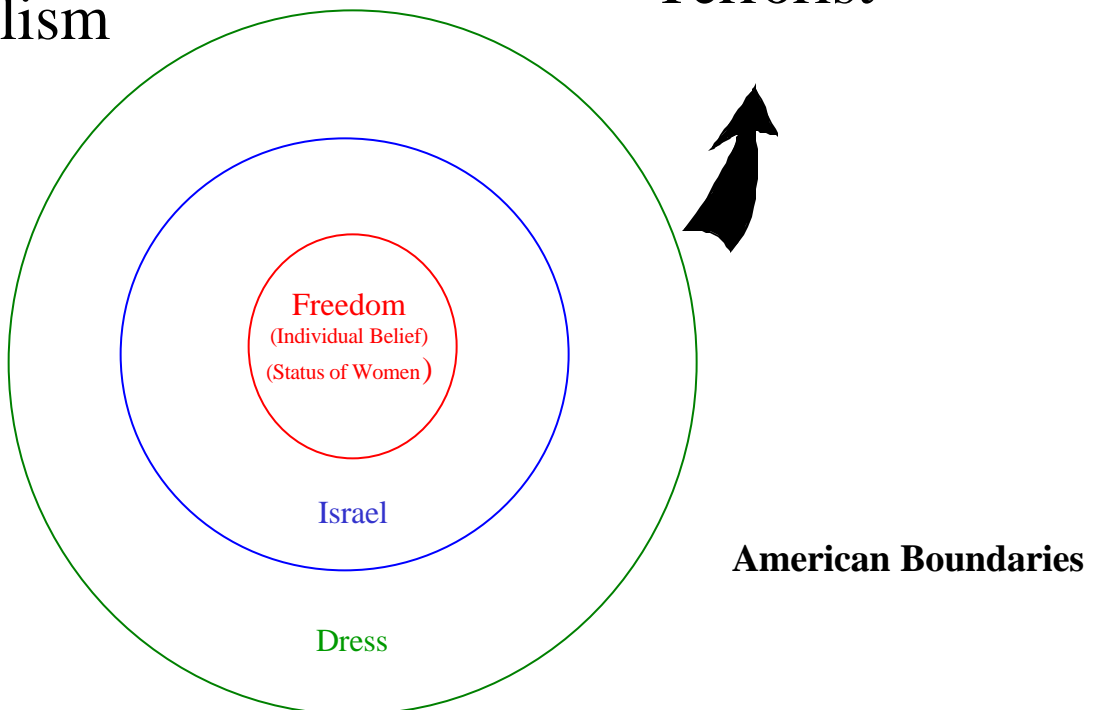 lism
Freedom
(Individual Belief)
(Status of Women)
Israel
American Boundaries
Dress